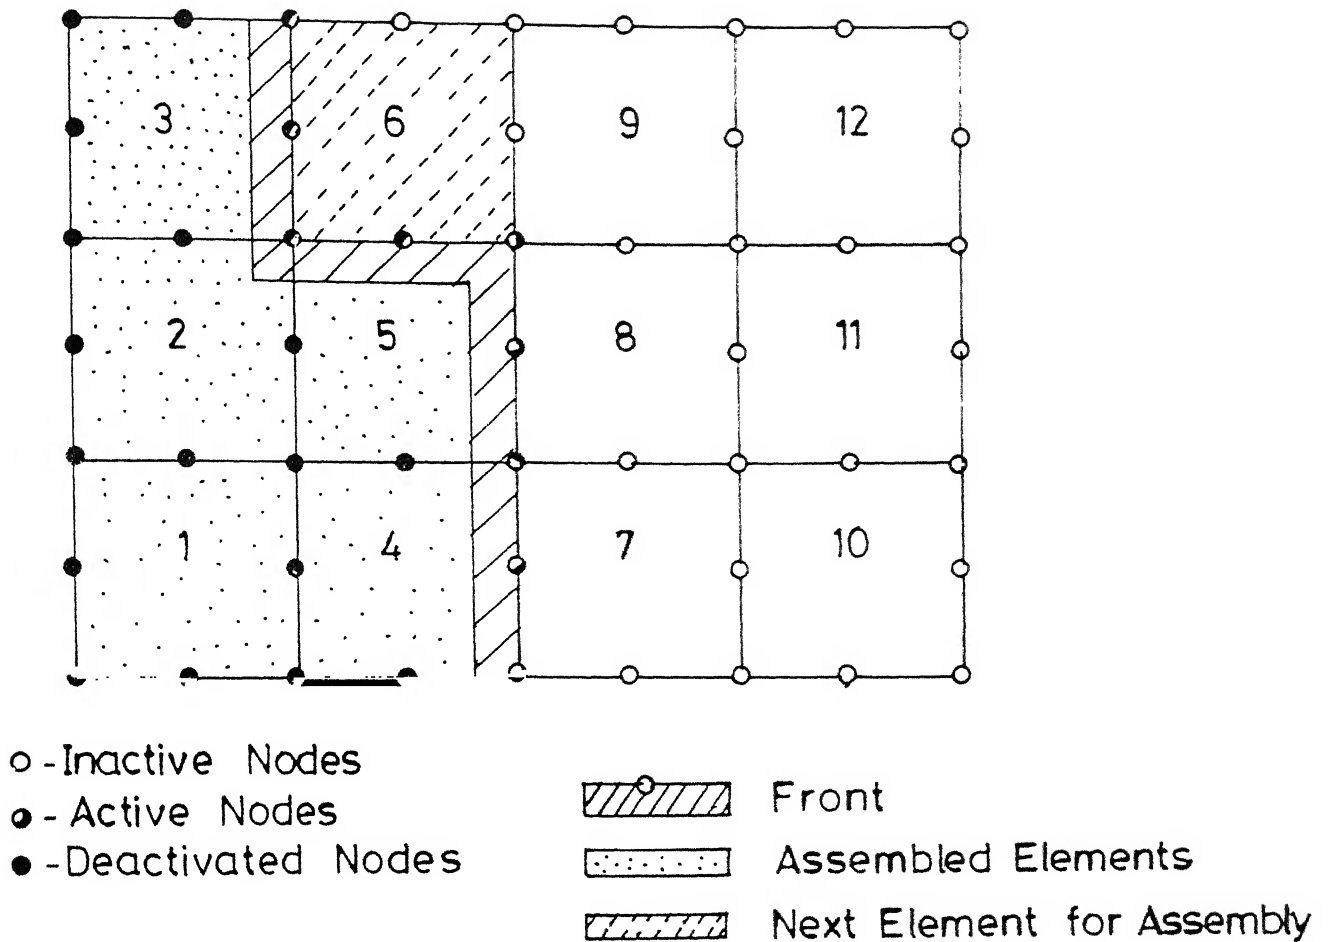 3 6 9 12
2 5 8 11
1 4 7 10
-Inactive Nodes
- Active Nodes
-Deactivated Nodes
Front
Assembled Elements
Next Element for Assembly